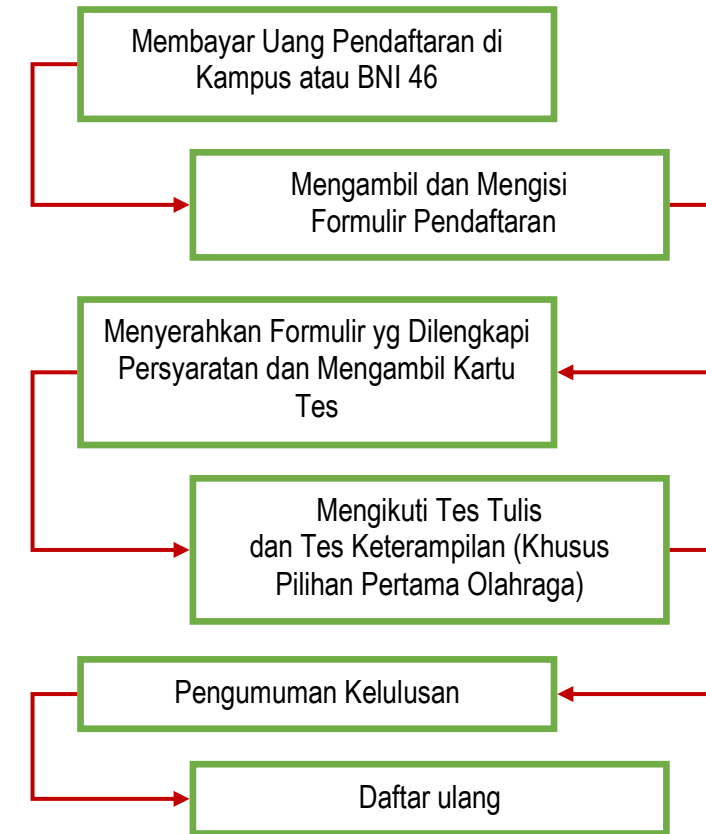 Membayar Uang Pendaftaran di
Kampus atau BNI 46
Mengambil dan Mengisi
Formulir Pendaftaran
Menyerahkan Formulir yg Dilengkapi
Persyaratan dan Mengambil Kartu
Tes
Mengikuti Tes Tulis
dan Tes Keterampilan (Khusus
Pilihan Pertama Olahraga)
Pengumuman Kelulusan
Daftar ulang